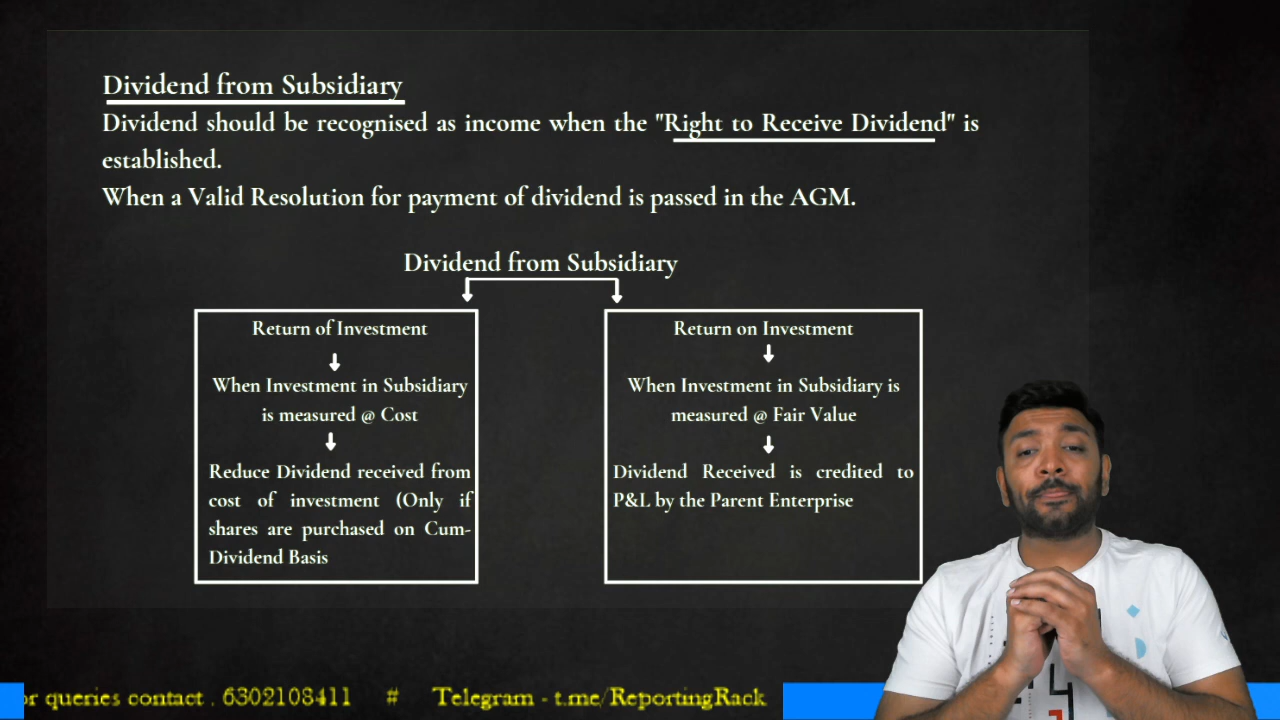 Dividend from Subsidiary
Dividend should be recognised as income when the "Right to Receive Dividend" is
established.
When a Valid Resolution for payment of dividend is passed in the AGM.
Dividend from Subsidiary
Return of Investment
When Investment in Subsidiary
is measured @ Cost
Reduce Dividend received from
cost of investment (Only if
shares are purchased on Cum-
Dividend Basis
Return on Investment
When Investment in Subsidiary is
measured @ Fair Value
Dividend Received is credited to
P&L by the Parent Enterprise
or queries contact . 6302108411 # Telegram - t.me/ReportingRack